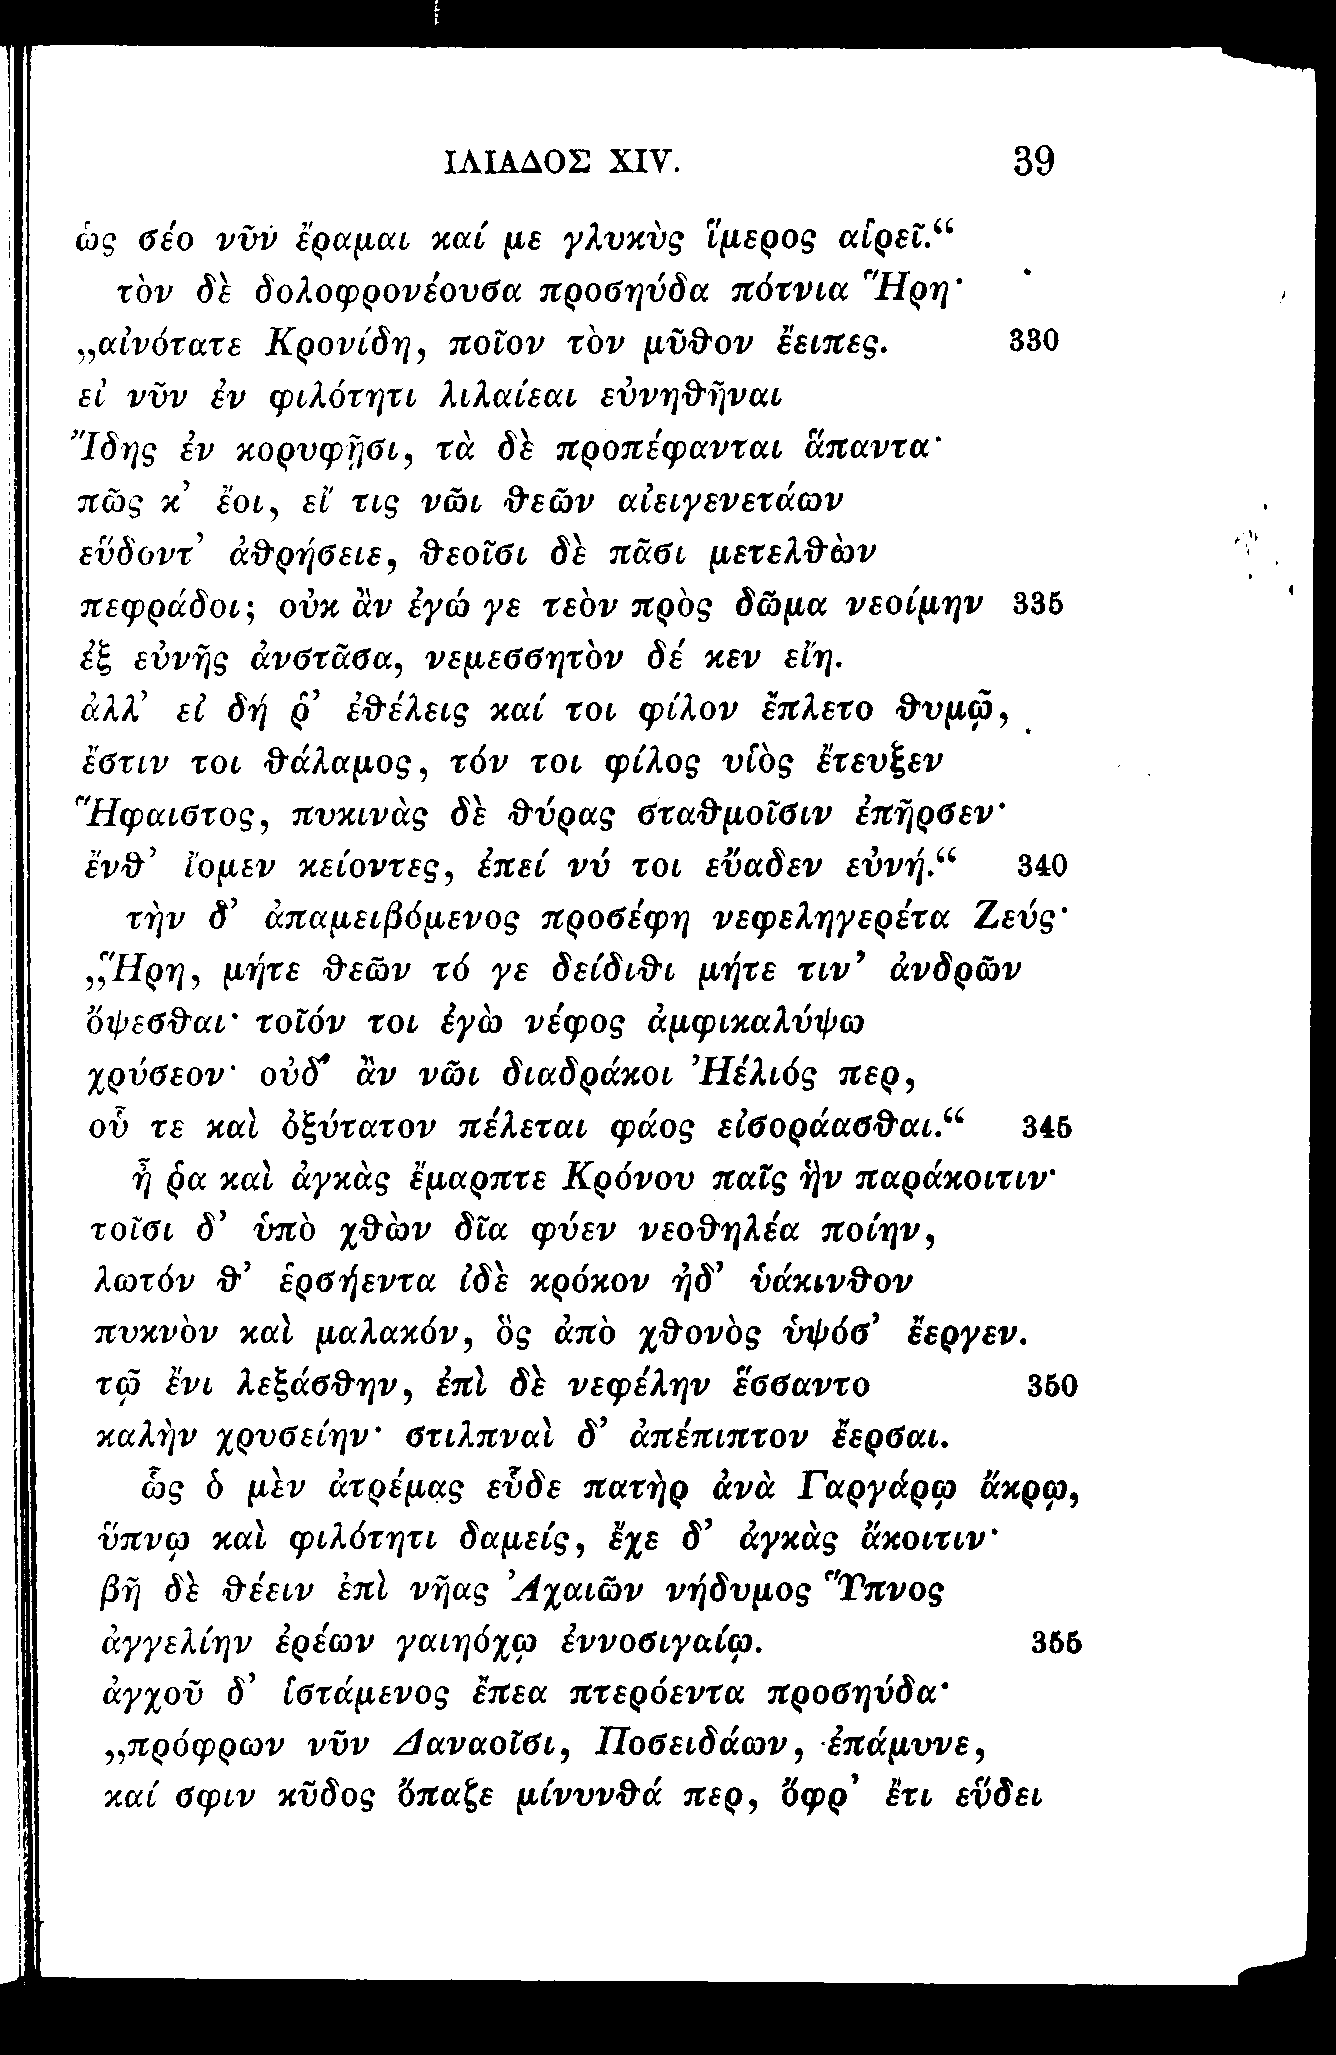 ΙΛΙΑΔΟΣ XIV. 39
ὡς σέο νῦν ἔραμαι καί με γλυκὺς ἵμερος αἱρεῖ.“
τὸν δὲ δολοφρονέουσα προσηύδα πότνια Ἥρη·
„αἰνότατε Κρονίδη, ποῖον τὸν μῦθον ἔειπες. 330
εἰ νῦν ἐν φιλότητι λιλαίεαι εὐνηθῆναι
Ἴδης ἐν κορυφῇσι, τὰ δὲ προπέφανται ἅπαντα·
πῶς κ’ ἔοι, εἴ τις νῶι θεῶν αἰειγενετάων
εὕδοντ’ ἀθρήσειε, θεοῖσι δὲ πᾶσι μετελθὼν
πεφράδοι; οὐκ ἂν ἐγώ γε τεὸν πρὸς δῶμα νεοίμην 335
ἐξ εὐνῆς ἀνστᾶσα, νεμεσσητὸν δέ κεν εἴη.
ἀλλ’ εἰ δή ῥ’ ἐθέλεις καί τοι φίλον ἔπλετο θυμῷ,
ἔστιν τοι θάλαμος, τόν τοι φίλος υἱὸς ἔτευξεν
Ἥφαιστος, πυκινὰς δὲ θύρας σταθμοῖσιν ἐπῆρσεν·
ἔνθ’ ἴομεν κείοντες, ἐπεί νύ τοι εὔαδεν εὐνή.“ 340
τὴν δ’ ἀπαμειβόμενος προσέφη νεφεληγερέτα Ζεύς·
„Ἥρη, μήτε θεῶν τό γε δείδιθι μήτε τιν’ ἀνδρῶν
ὄψεσθαι· τοῖόν τοι ἐγὼ νέφος ἀμφικαλύψω
χρύσεον· οὐδ’ ἂν νῶι διαδράκοι Ἠέλιός περ,
οὗ τε καὶ ὀξύτατον πέλεται φάος εἰσοράασθαι.“ 345
ἦ ῥα καὶ ἀγκὰς ἔμαρπτε Κρόνου παῖς ἣν παράκοιτιν·
τοῖσι δ’ ὑπὸ χθὼν δῖα φύεν νεοθηλέα ποίην,
λωτόν θ’ ἑρσήεντα ἰδὲ κρόκον ἠδ’ ὑάκινθον
πυκνὸν καὶ μαλακόν, ὃς ἀπὸ χθονὸς ὑψόσ’ ἔεργεν.
τῷ ἔνι λεξάσθην, ἐπὶ δὲ νεφέλην ἕσσαντο 350
καλὴν χρυσείην· στιλπναὶ δ’ ἀπέπιπτον ἔερσαι.
ὣς ὁ μὲν ἀτρέμας εὗδε πατὴρ ἀνὰ Γαργάρῳ ἄκρῳ,
ὕπνῳ καὶ φιλότητι δαμείς, ἔχε δ’ ἀγκὰς ἄκοιτιν·
βῆ δὲ θέειν ἐπὶ νῆας Ἀχαιῶν νήδυμος Ὕπνος
ἀγγελίην ἐρέων γαιηόχῳ ἐννοσιγαίῳ. 355
ἀγχοῦ δ’ ἱστάμενος ἔπεα πτερόεντα προσηύδα·
„πρόφρων νῦν Δαναοῖσι, Ποσειδάων, ἐπάμυνε,
καί σφιν κῦδος ὄπαζε μίνυνθά περ, ὄφρ’ ἔτι εὕδει